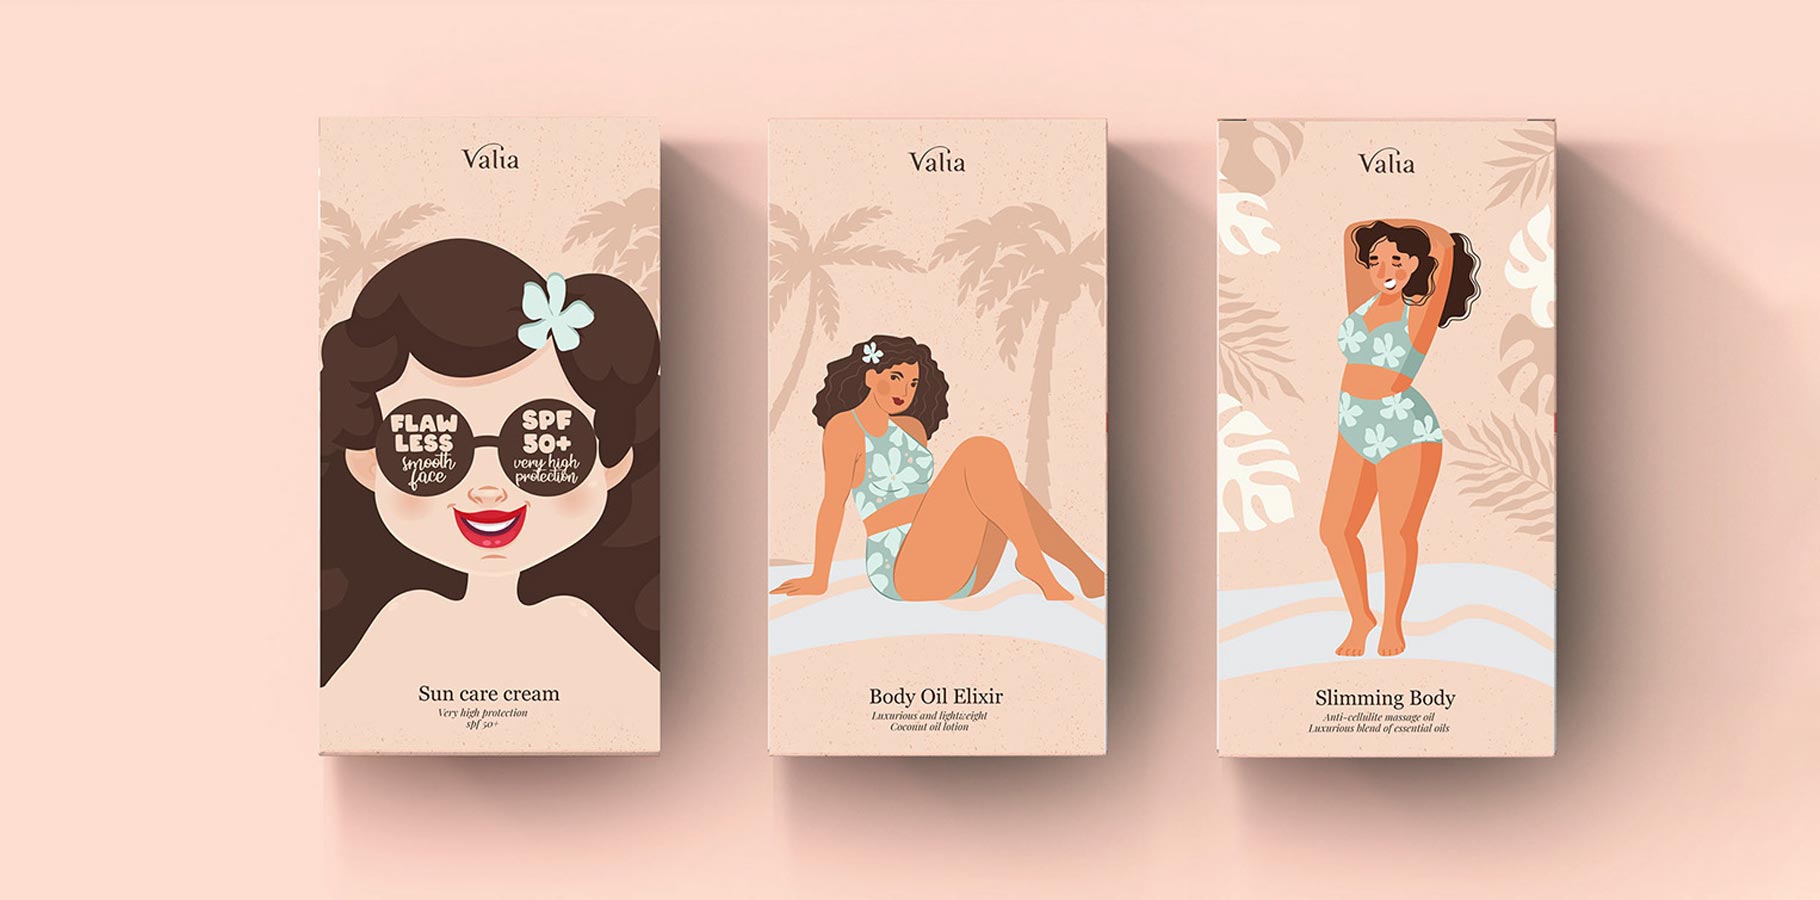 Valia
FLAW
LESS
smooth
face
SPF
50+
very high
protection
Sun care cream
Very high protection
spf 50+
Valia
Body Oil Elixir
Luxurious and lightweight
Coconut oil lotion
Valia
Slimming Body
Anti-cellulite massage oil
Luxurious blend of essential oils